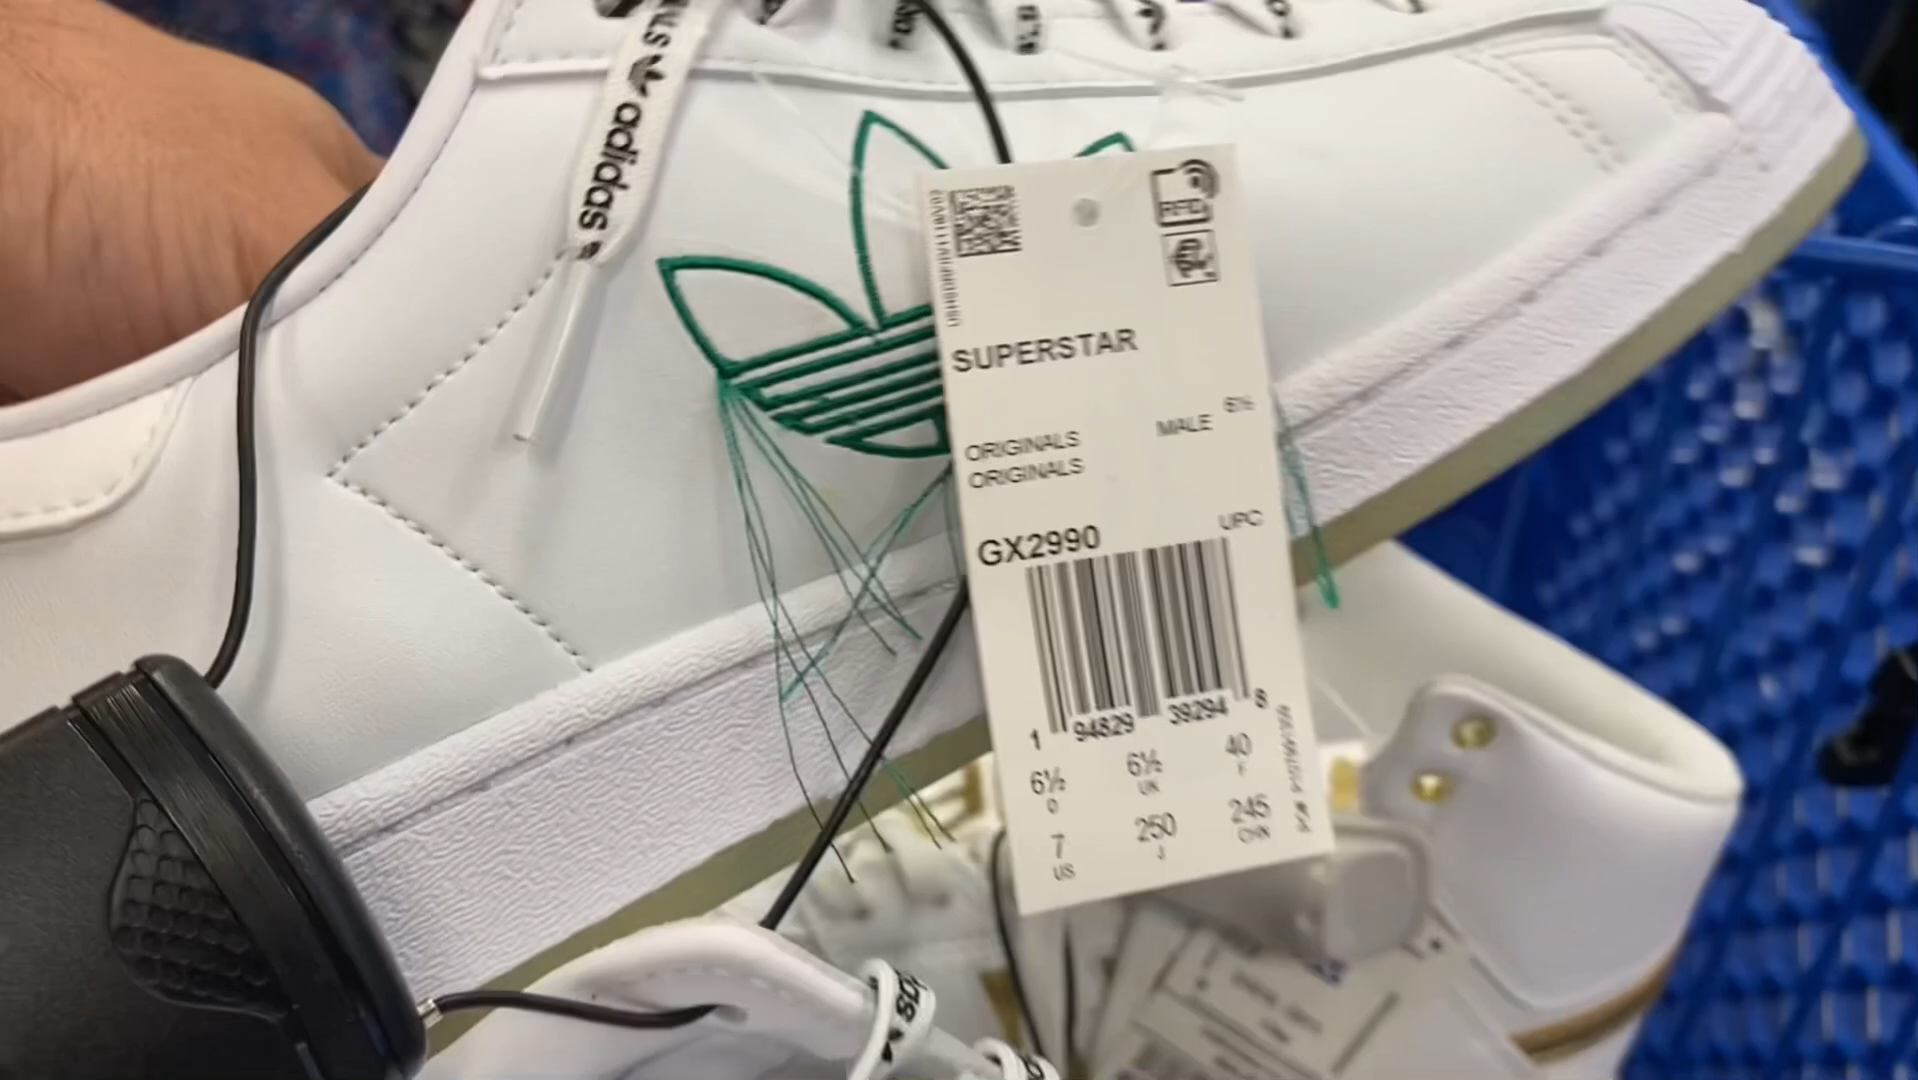 adidas
RFID
SUPERSTAR
6½
ORIGINALS MALE
ORIGINALS
UPC
GX2990
1 94829 39294 8
6½ 6½ 40
D UK F
7 250 245
US J CHN